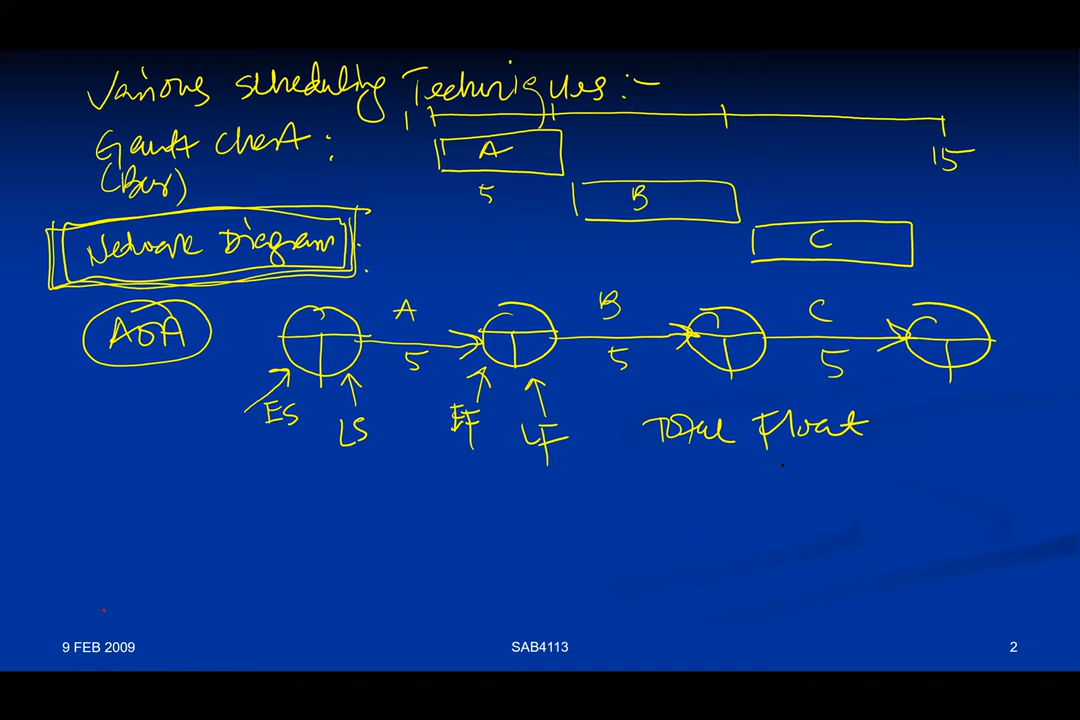 Various Scheduling Techniques :-
Gantt Chart :
(Bar)
15
A
5
B
C
Network Diagram
AOA
A
B
C
5
5
5
ES
LS
EF
LF
Total Float
9 FEB 2009
SAB4113
2